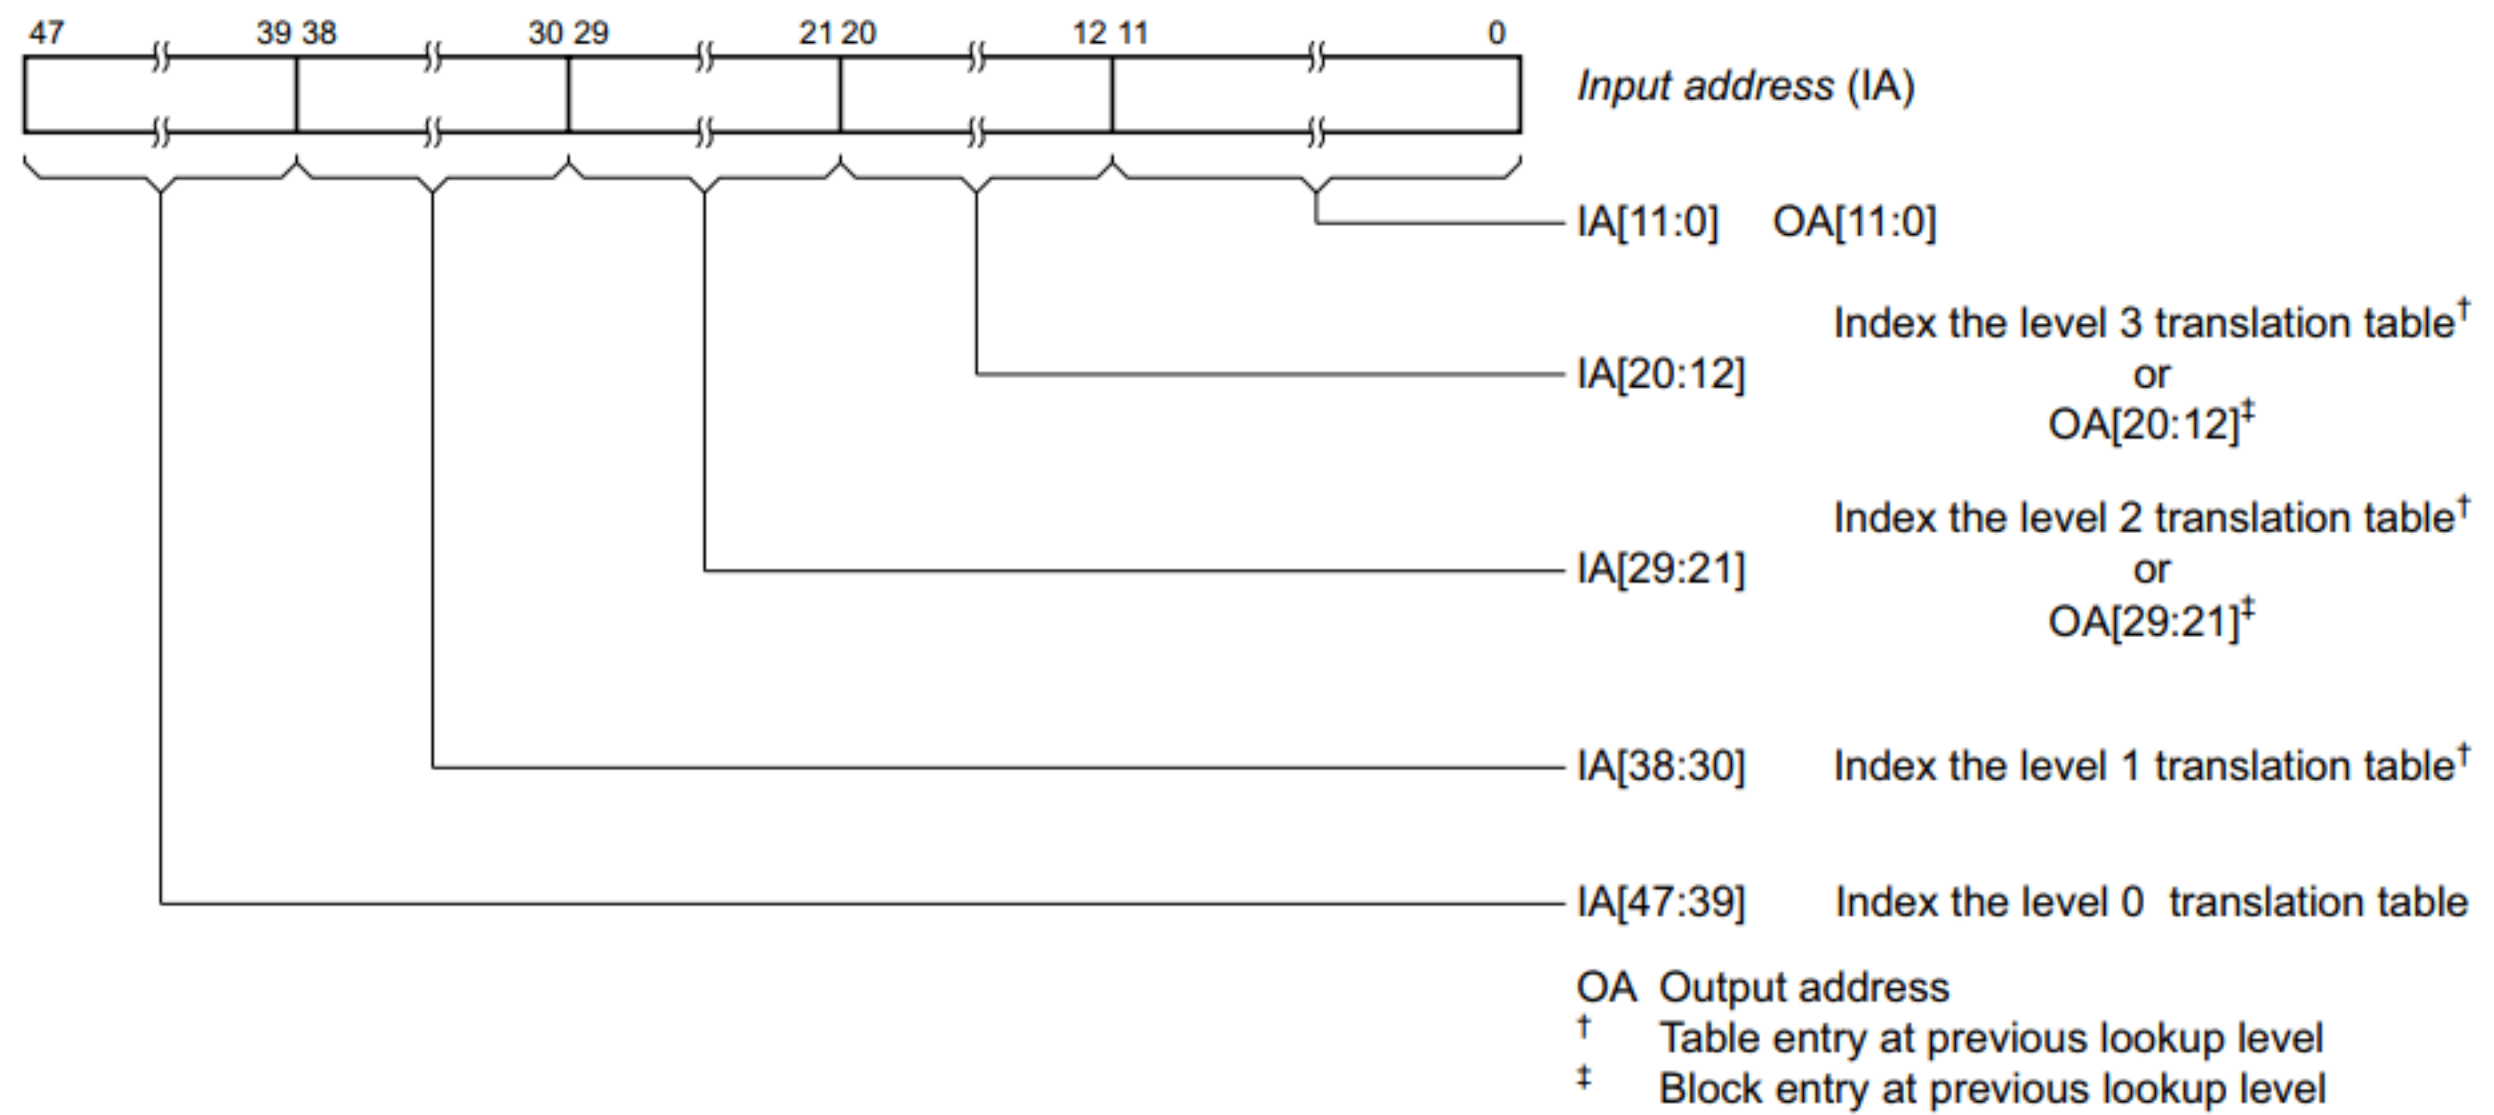 47 39 38 30 29 21 20 12 11 0
Input address (IA)
IA[11:0] OA[11:0]
Index the level 3 translation table†
IA[20:12] or
OA[20:12]‡
Index the level 2 translation table†
IA[29:21] or
OA[29:21]‡
IA[38:30] Index the level 1 translation table†
IA[47:39] Index the level 0 translation table
OA Output address
† Table entry at previous lookup level
‡ Block entry at previous lookup level